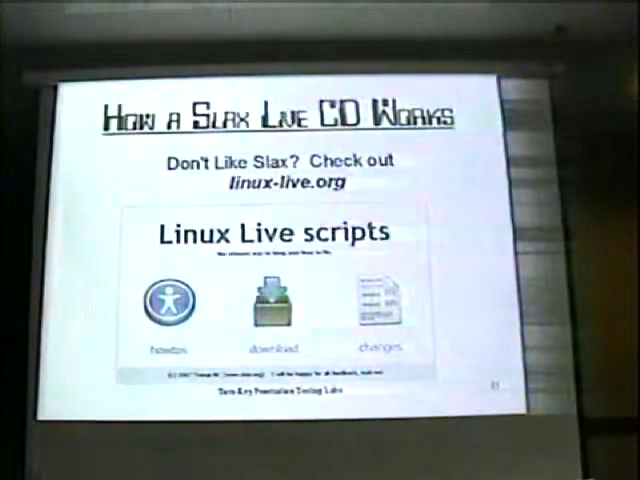 How a Slax Live CD Works
Don't Like Slax? Check out
linux-live.org
Linux Live scripts
howtos
download
changes
Turn-Key Penetration Testing Labs